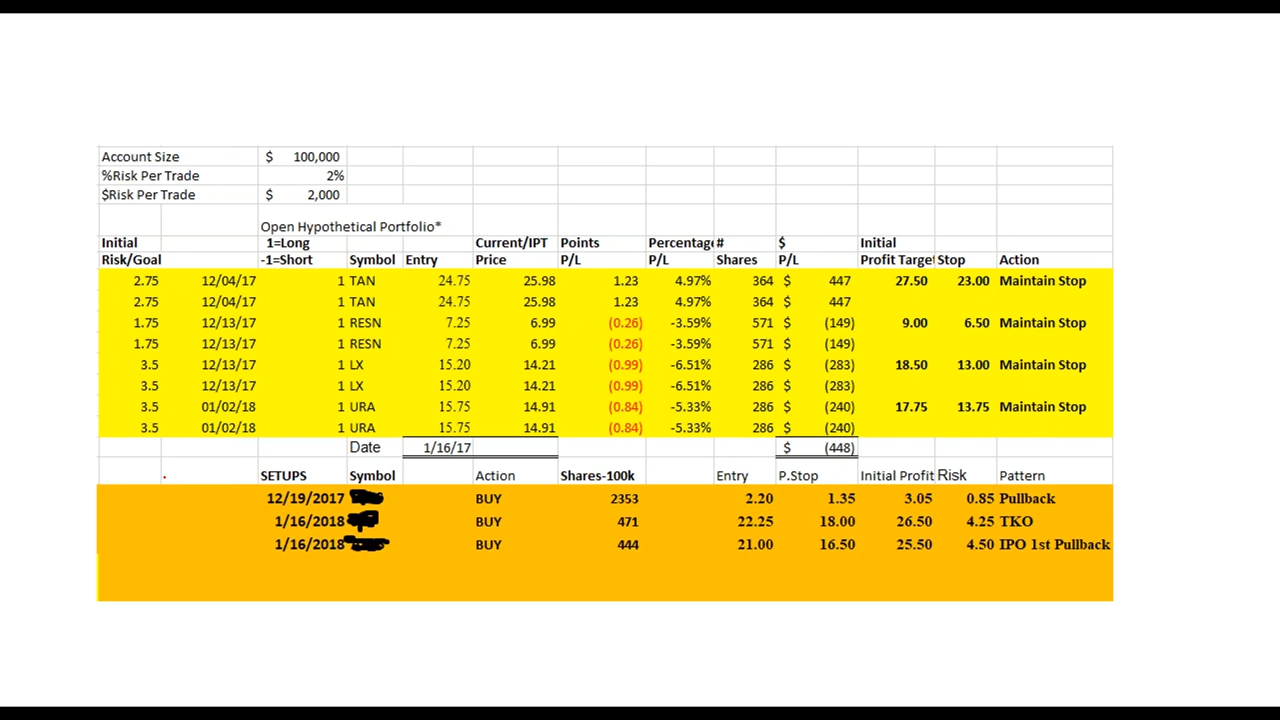 Account Size $ 100,000
%Risk Per Trade 2%
$Risk Per Trade $ 2,000
Open Hypothetical Portfolio*
Initial 1=Long Current/IPT Points Percentage # $ Initial
Risk/Goal -1=Short Symbol Entry Price P/L P/L Shares P/L Profit Target Stop Action
2.75 12/04/17 1 TAN 24.75 25.98 1.23 4.97% 364 $ 447 27.50 23.00 Maintain Stop
2.75 12/04/17 1 TAN 24.75 25.98 1.23 4.97% 364 $ 447
1.75 12/13/17 1 RESN 7.25 6.99 (0.26) -3.59% 571 $ (149) 9.00 6.50 Maintain Stop
1.75 12/13/17 1 RESN 7.25 6.99 (0.26) -3.59% 571 $ (149)
3.5 12/13/17 1 LX 15.20 14.21 (0.99) -6.51% 286 $ (283) 18.50 13.00 Maintain Stop
3.5 12/13/17 1 LX 15.20 14.21 (0.99) -6.51% 286 $ (283)
3.5 01/02/18 1 URA 15.75 14.91 (0.84) -5.33% 286 $ (240) 17.75 13.75 Maintain Stop
3.5 01/02/18 1 URA 15.75 14.91 (0.84) -5.33% 286 $ (240)
Date 1/16/17 $ (448)
SETUPS Symbol Action Shares-100k Entry P.Stop Initial Profit Risk Pattern
12/19/2017 BUY 2353 2.20 1.35 3.05 0.85 Pullback
1/16/2018 BUY 471 22.25 18.00 26.50 4.25 TKO
1/16/2018 BUY 444 21.00 16.50 25.50 4.50 IPO 1st Pullback